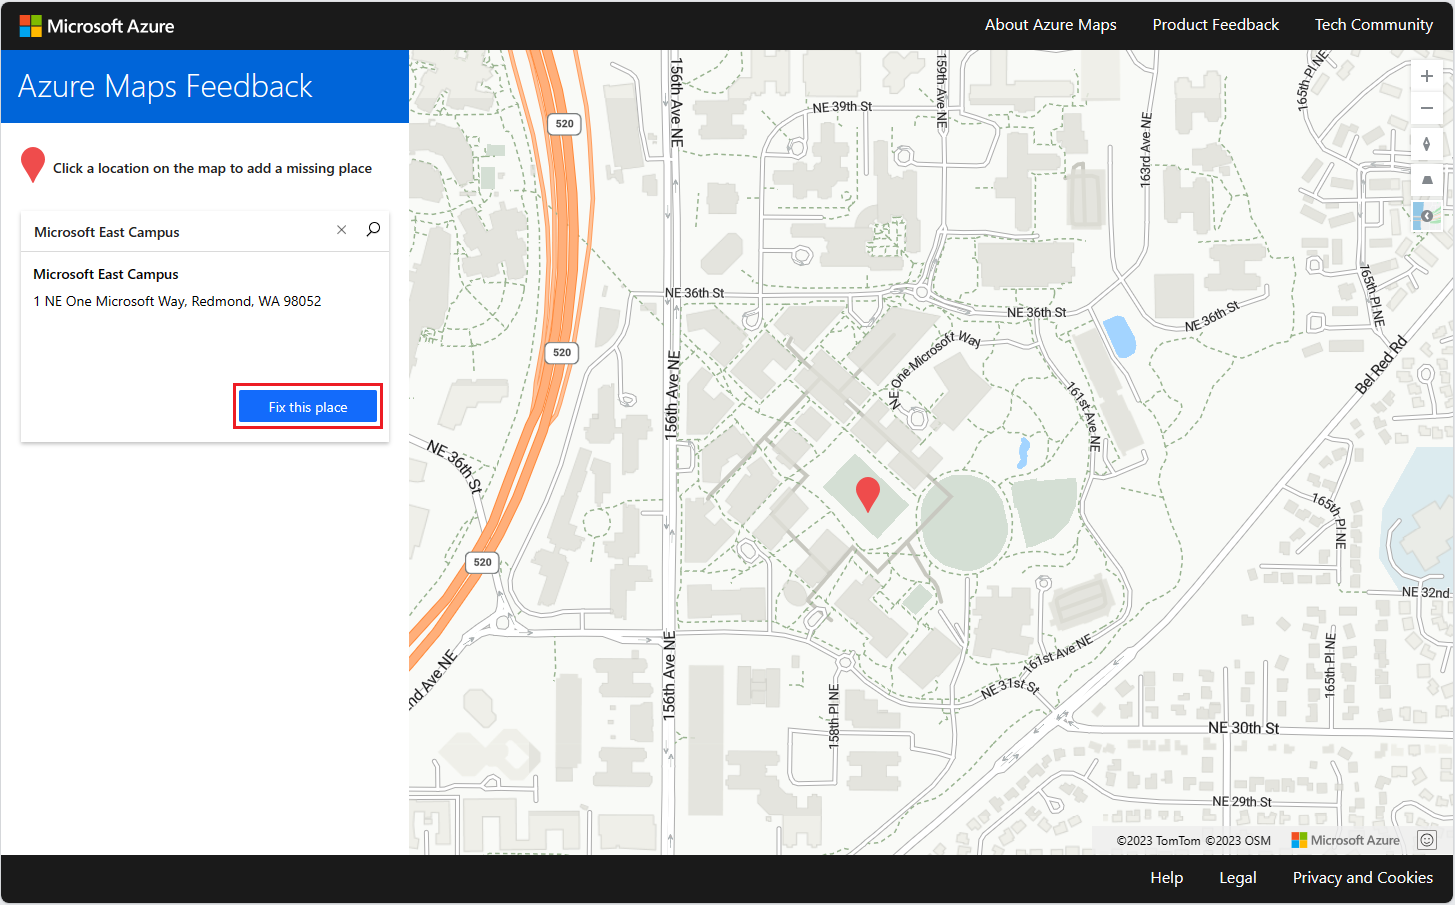 Microsoft Azure
About Azure Maps
Product Feedback
Tech Community
Azure Maps Feedback
Click a location on the map to add a missing place
Microsoft East Campus
Microsoft East Campus
1 NE One Microsoft Way, Redmond, WA 98052
Fix this place
156th Ave NE
159th Ave NE
165th Pl NE
520
NE 39th St
163rd Ave NE
NE 36th St
NE 36th St
NE 36th St
165th Pl NE
520
NE One Microsoft Way
Bel Red Rd
156th Ave NE
161st Ave NE
NE 36th St
165th Pl NE
520
NE 32nd
156th Ave NE
161st Ave NE
165th Pl NE
nd Ave NE
NE 31st St
158th Pl NE
NE 30th St
NE 29th St
©2023 TomTom ©2023 OSM
Microsoft Azure
Help
Legal
Privacy and Cookies